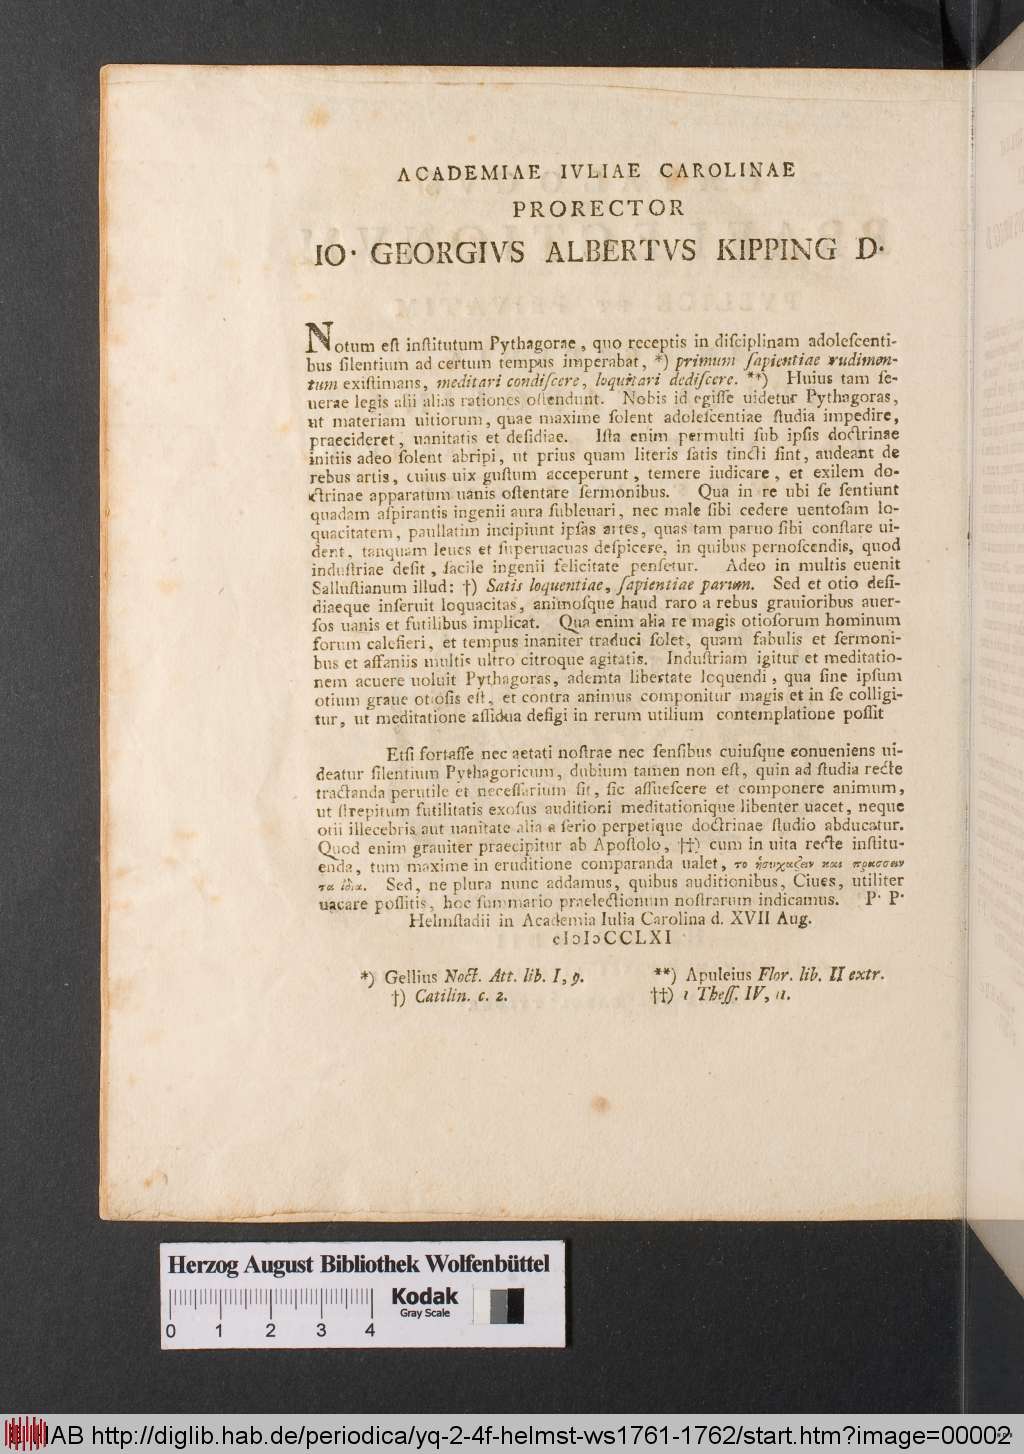 ACADEMIAE IVLIAE CAROLINAE
PRORECTOR
IO· GEORGIVS ALBERTVS KIPPING D·
Notum eſt inſtitutum Pythagorae, quo receptis in diſciplinam adoleſcenti-
bus ſilentium ad certum tempus imperabat, *) primum ſapientiae rudimen-
tum exiſtimans, meditari condiſcere, loquitari dediſcere. **) Huius tam ſe-
uerae legis alii alias rationes oſtendunt. Nobis id egiſſe uidetur Pythagoras,
ut materiam uitiorum, quae maxime ſolent adoleſcentiae ſtudia impedire,
praecideret, uanitatis et deſidiae. Iſta enim permulti ſub ipſis doctrinae
initiis adeo ſolent abripi, ut prius quam literis ſatis tincti ſint, audeant de
rebus artis, cuius uix guſtum acceperunt, temere iudicare, et exilem do-
ctrinae apparatum uanis oſtentare ſermonibus. Qua in re ubi ſe ſentiunt
quadam aſpirantis ingenii aura ſubleuari, nec male ſibi cedere uentoſam lo-
quacitatem, paullatim incipiunt ipſas artes, quas tam paruo ſibi conſtare ui-
dent, tanquam leues et ſuperuacuas deſpicere, in quibus pernoſcendis, quod
induſtriae deſit, facile ingenii felicitate penſetur. Adeo in multis euenit
Salluſtianum illud: †) Satis loquentiae, ſapientiae parum. Sed et otio deſi-
diaeque inſeruit loquacitas, animoſque haud raro a rebus grauioribus auer-
ſos uanis et futilibus implicat. Qua enim alia re magis otioſorum hominum
forum calefieri, et tempus inaniter traduci ſolet, quam fabulis et ſermoni-
bus et aſſaniis multis ultro citroque agitatis. Induſtriam igitur et meditatio-
nem acuere uoluit Pythagoras, ademta libertate loquendi, qua ſine ipſum
otium graue otioſis eſt, et contra animus componitur magis et in ſe colligi-
tur, ut meditatione aſſidua defigi in rerum utilium contemplatione poſſit
Etſi fortaſſe nec aetati noſtrae nec ſenſibus cuiuſque conueniens ui-
deatur ſilentium Pythagoricum, dubium tamen non eſt, quin ad ſtudia recte
tractanda perutile et neceſſarium ſit, ſic aſſueſcere et componere animum,
ut ſtrepitum futilitatis exoſus auditioni meditationique libenter uacet, neque
otii illecebris aut uanitate alia a ſerio perpetique doctrinae ſtudio abducatur.
Quod enim grauiter praecipitur ab Apoſtolo, ††) cum in uita recte inſtitu-
enda, tum maxime in eruditione comparanda ualet, το ἡσυχαζειν και πρασσειν
τα ἰδια. Sed, ne plura nunc addamus, quibus auditionibus, Ciues, utiliter
uacare poſſitis, hoc ſummario praelectionum noſtrarum indicamus. P· P·
Helmſtadii in Academia Iulia Carolina d. XVII Aug.
cIɔIɔCCLXI
*) Gellius Noct. Att. lib. I, 9. **) Apuleius Flor. lib. II extr.
†) Catilin. c. 2. ††) 1 Theſſ. IV, 11.
Herzog August Bibliothek Wolfenbüttel
Kodak
Gray Scale
0 1 2 3 4
HAB http://diglib.hab.de/periodica/yq-2-4f-helmst-ws1761-1762/start.htm?image=00002